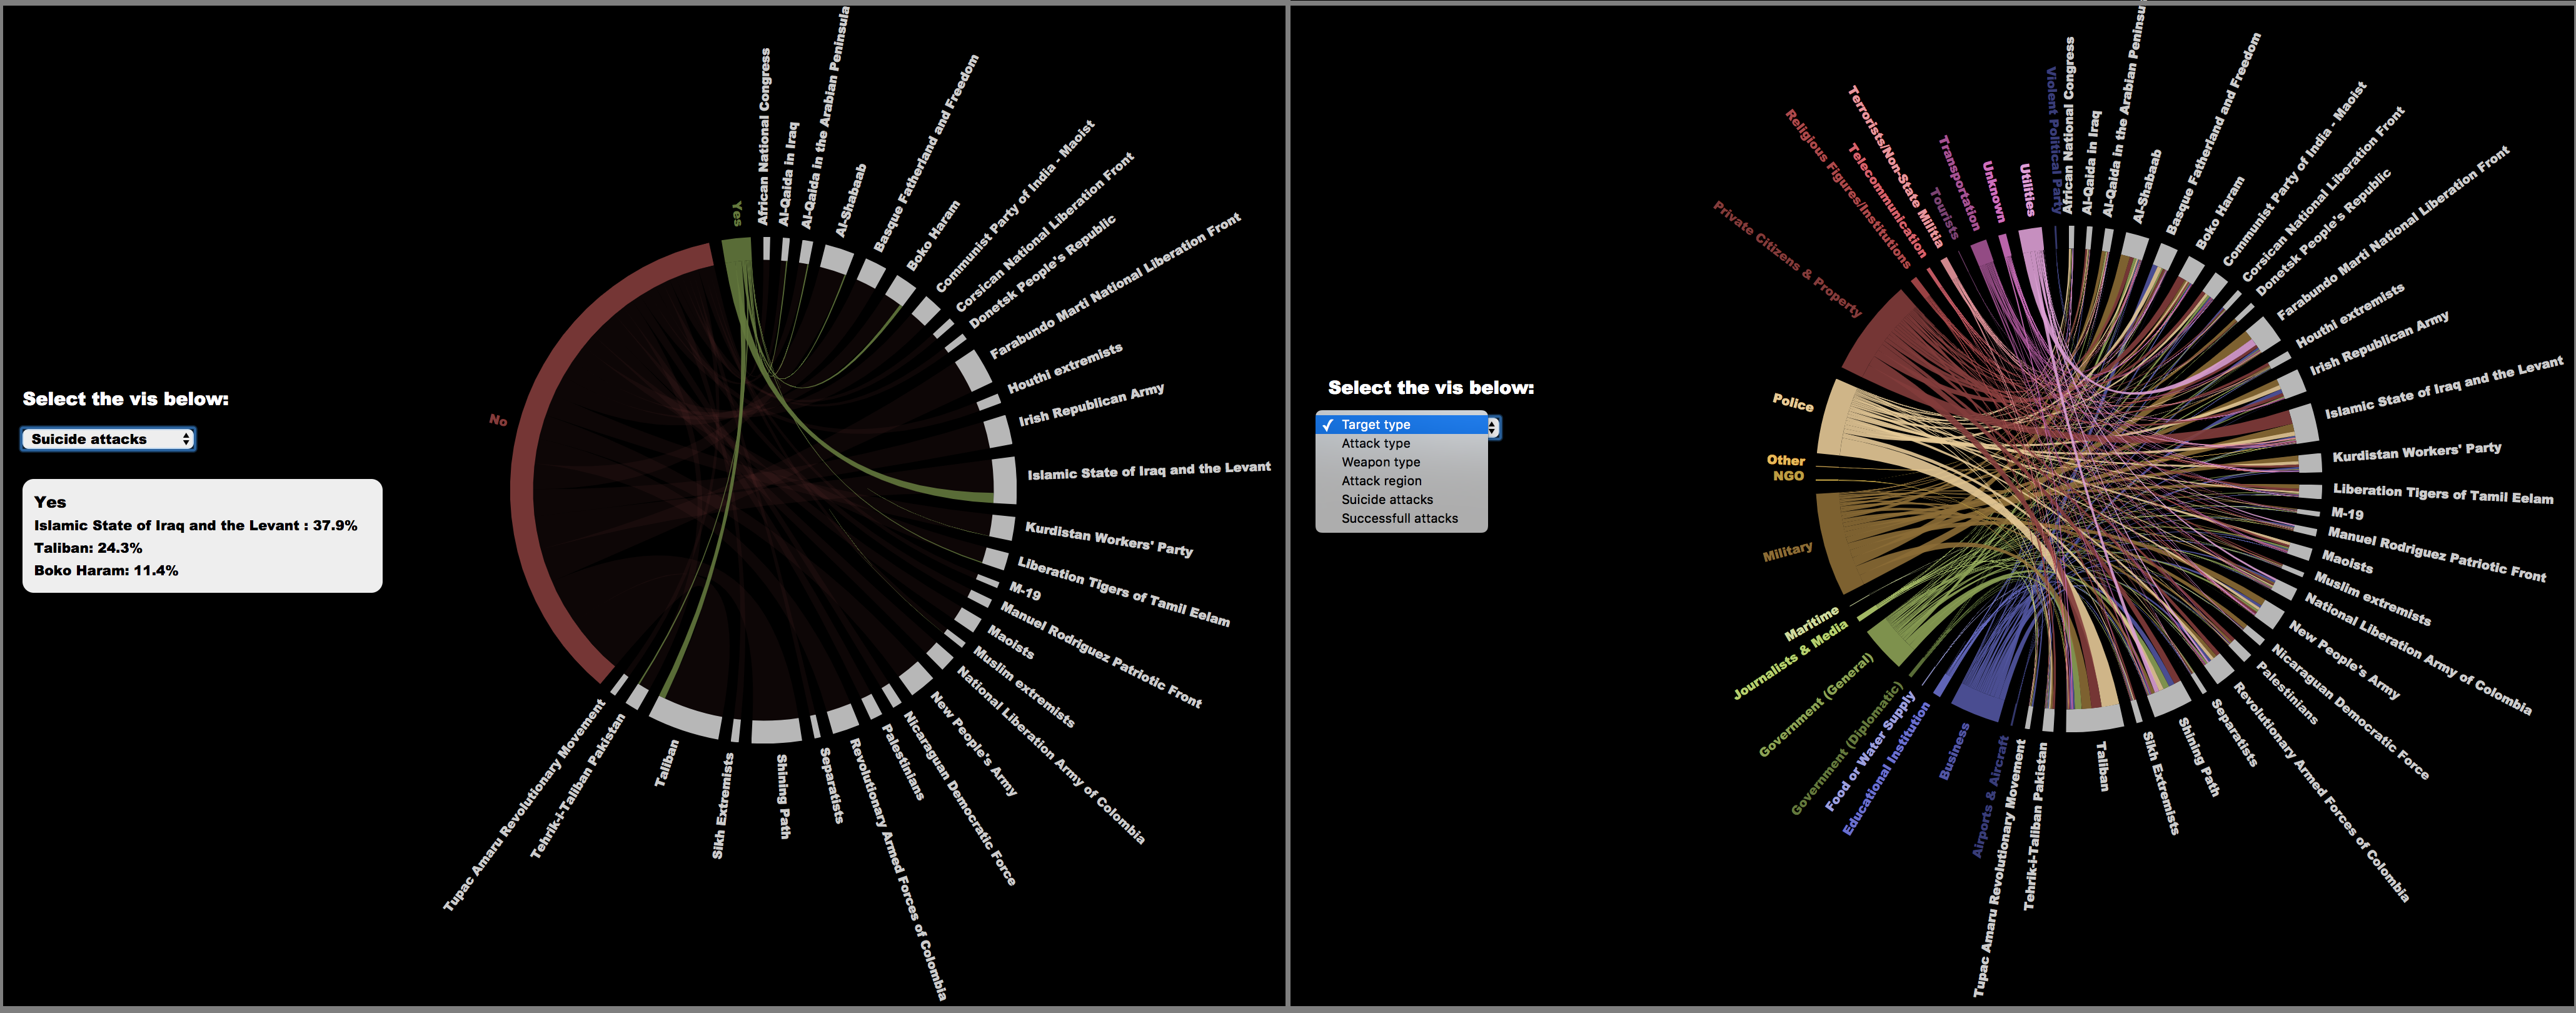 Select the vis below:
Suicide attacks
Yes
Islamic State of Iraq and the Levant : 37.9%
Taliban: 24.3%
Boko Haram: 11.4%
No
Yes
African National Congress
Al-Qaida in Iraq
Al-Qaida in the Arabian Peninsula
Al-Shabaab
Basque Fatherland and Freedom
Boko Haram
Communist Party of India - Maoist
Corsican National Liberation Front
Donetsk People's Republic
Farabundo Marti National Liberation Front
Houthi extremists
Irish Republican Army
Islamic State of Iraq and the Levant
Kurdistan Workers' Party
Liberation Tigers of Tamil Eelam
M-19
Manuel Rodriguez Patriotic Front
Maoists
Muslim extremists
National Liberation Army of Colombia
New People's Army
Nicaraguan Democratic Force
Palestinians
Revolutionary Armed Forces of Colombia
Separatists
Shining Path
Sikh Extremists
Taliban
Tehrik-i-Taliban Pakistan
Tupac Amaru Revolutionary Movement
Select the vis below:
✓ Target type
Attack type
Weapon type
Attack region
Suicide attacks
Successfull attacks
African National Congress
Al-Qaida in Iraq
Al-Qaida in the Arabian Peninsu
Al-Shabaab
Basque Fatherland and Freedom
Boko Haram
Communist Party of India - Maoist
Corsican National Liberation Front
Donetsk People's Republic
Farabundo Marti National Liberation Front
Houthi extremists
Irish Republican Army
Islamic State of Iraq and the Levant
Kurdistan Workers' Party
Liberation Tigers of Tamil Eelam
M-19
Manuel Rodriguez Patriotic Front
Maoists
Muslim extremists
National Liberation Army of Colombia
New People's Army
Nicaraguan Democratic Force
Palestinians
Revolutionary Armed Forces of Colombia
Separatists
Shining Path
Sikh Extremists
Taliban
Tehrik-i-Taliban Pakistan
Tupac Amaru Revolutionary Movement
Airports & Aircraft
Business
Educational Institution
Food or Water Supply
Government (Diplomatic)
Government (General)
Journalists & Media
Maritime
Military
NGO
Other
Police
Private Citizens & Property
Religious Figures/Institutions
Telecommunication
Terrorists/Non-State Militia
Tourists
Transportation
Unknown
Utilities
Violent Political Party